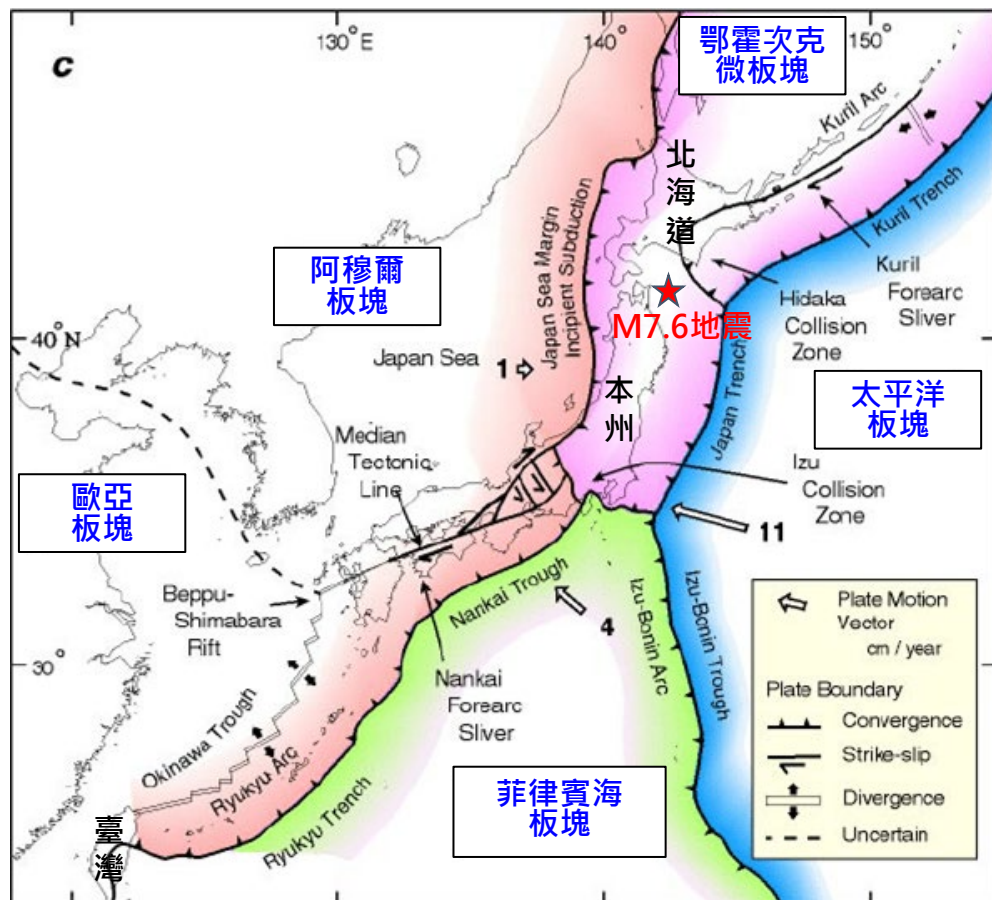 130°E
140°
150°
c
鄂霍次克
微板塊
Kuril Arc
北
海
道
Kuril Trench
Japan Sea Margin
Incipient Subduction
阿穆爾
板塊
Kuril
Forearc
Sliver
Hidaka
Collision
Zone
M7.6地震
40°N
Japan Sea
1
本
州
Japan Trench
太平洋
板塊
Median
Tectonic
Line
Izu
Collision
Zone
歐亞
板塊
11
Beppu-
Shimabara
Rift
Nankai Trough
4
Izu-Bonin Arc
Izu-Bonin Trough
30°
Nankai
Forearc
Sliver
Okinawa Trough
Ryukyu Arc
Ryukyu Trench
菲律賓海
板塊
臺
灣
Plate Motion
Vector
cm / year
Plate Boundary
Convergence
Strike-slip
Divergence
Uncertain